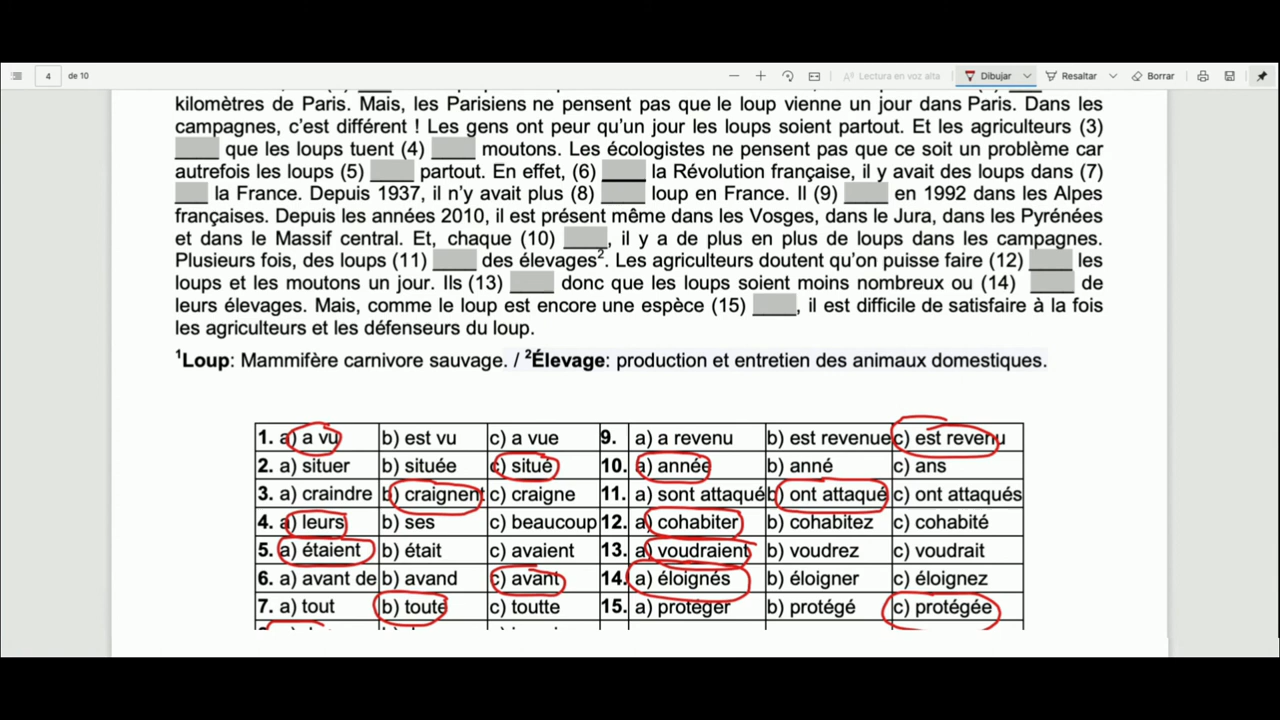 4 de 10 Lectura en voz alta Dibujar Resaltar Borrar
kilomètres de Paris. Mais, les Parisiens ne pensent pas que le loup vienne un jour dans Paris. Dans les
campagnes, c'est différent ! Les gens ont peur qu'un jour les loups soient partout. Et les agriculteurs (3)
____ que les loups tuent (4) ____ moutons. Les écologistes ne pensent pas que ce soit un problème car
autrefois les loups (5) ____ partout. En effet, (6) ____ la Révolution française, il y avait des loups dans (7)
___ la France. Depuis 1937, il n'y avait plus (8) ____ loup en France. Il (9) ____ en 1992 dans les Alpes
françaises. Depuis les années 2010, il est présent même dans les Vosges, dans le Jura, dans les Pyrénées
et dans le Massif central. Et, chaque (10) ____, il y a de plus en plus de loups dans les campagnes.
Plusieurs fois, des loups (11) ____ des élevages². Les agriculteurs doutent qu'on puisse faire (12) ____ les
loups et les moutons un jour. Ils (13) ____ donc que les loups soient moins nombreux ou (14) ____ de
leurs élevages. Mais, comme le loup est encore une espèce (15) ____, il est difficile de satisfaire à la fois
les agriculteurs et les défenseurs du loup.
¹Loup: Mammifère carnivore sauvage. / ²Élevage: production et entretien des animaux domestiques.
1. a) a vu b) est vu c) a vue 9. a) a revenu b) est revenue c) est revenu
2. a) situer b) située c) situé 10. a) année b) anné c) ans
3. a) craindre b) craignent c) craigne 11. a) sont attaqué b) ont attaqué c) ont attaqués
4. a) leurs b) ses c) beaucoup 12. a) cohabiter b) cohabitez c) cohabité
5. a) étaient b) était c) avaient 13. a) voudraient b) voudrez c) voudrait
6. a) avant de b) avand c) avant 14. a) éloignés b) éloigner c) éloignez
7. a) tout b) toute c) toutte 15. a) protéger b) protégé c) protégée